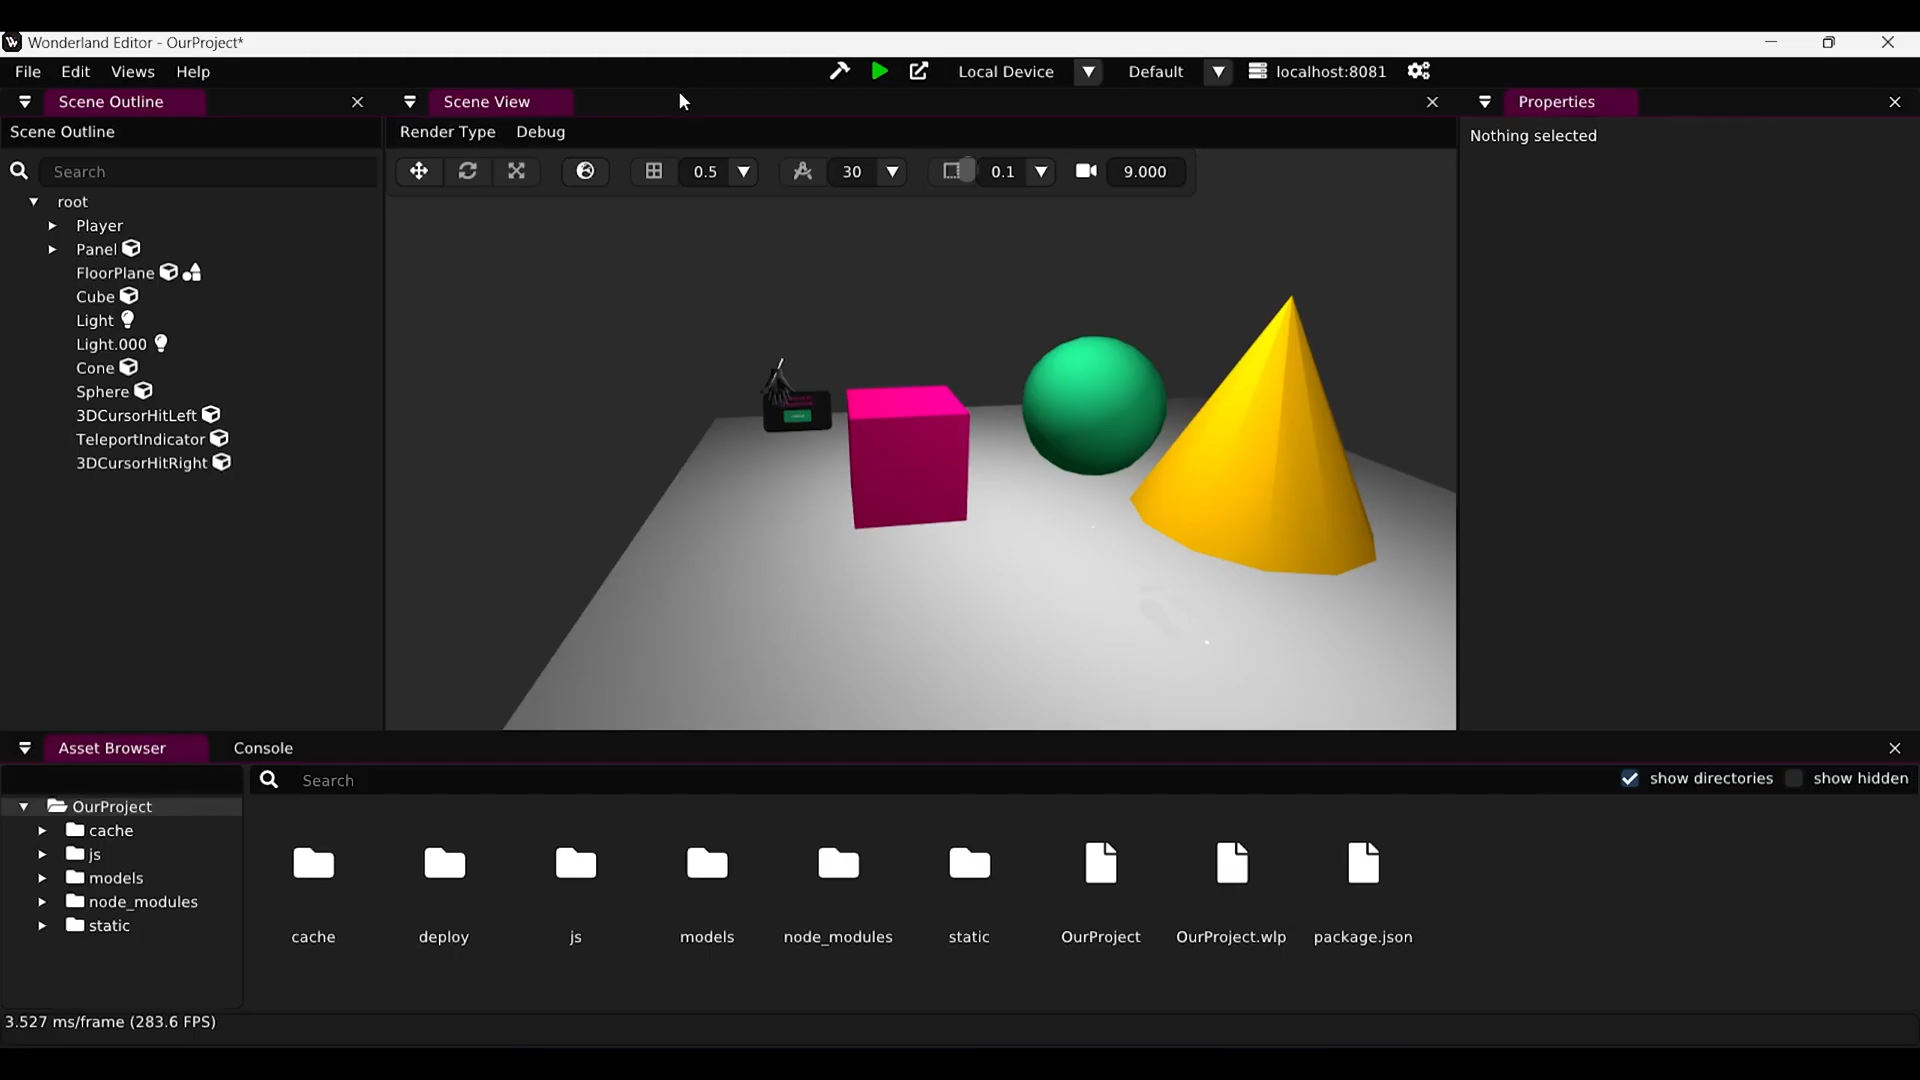 Wonderland Editor - OurProject*
File Edit Views Help Local Device Default localhost:8081
Scene Outline Scene View Properties
Scene Outline Render Type Debug Nothing selected
Search 0.5 30 0.1 9.000
root
Player
Panel
FloorPlane
Cube
Light
Light.000
Cone
Sphere
3DCursorHitLeft
TeleportIndicator
3DCursorHitRight
Asset Browser Console
Search show directories show hidden
OurProject
cache
js
models
node_modules
static
cache deploy js models node_modules static OurProject OurProject.wlp package.json
3.527 ms/frame (283.6 FPS)